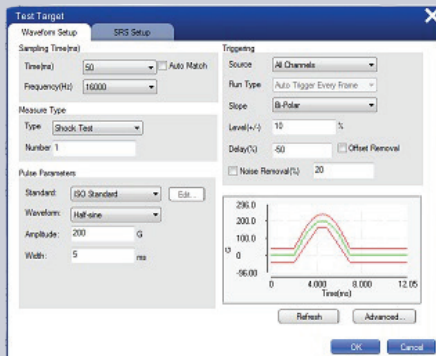 Test Target
Waveform Setup
SRS Setup
Sampling Time(ms)
Time(ms) 50 Auto Match
Frequency(Hz) 16000
Measure Type
Type Shock Test
Number 1
Pulse Parameters
Standard: ISO Standard Edit...
Waveform: Half-sine
Amplitude: 200 G
Width: 5 ms
Triggering
Source All Channels
Run Type Auto Trigger Every Frame
Slope Bi-Polar
Level(+/-) 10 %
Delay(%) -50 Offset Removal
Noise Removal(%) 20
296.0
200.0
100.0
0
-96.00
G
0 4.000 8.000 12.05
Time(ms)
Refresh Advanced...
OK Cancel